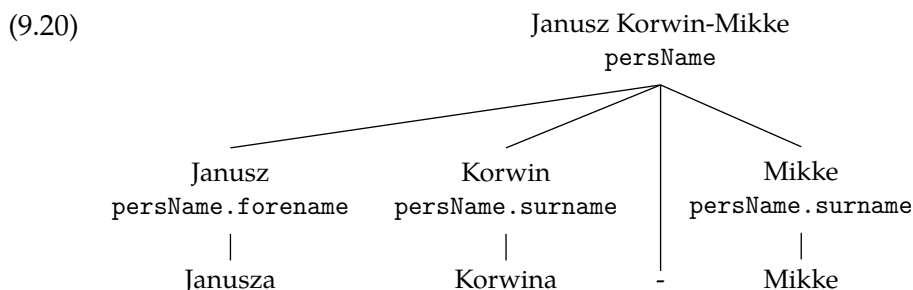 (9.20) Janusz Korwin-Mikke
persName
Janusz Korwin Mikke
persName.forename persName.surname persName.surname
Janusza Korwina - Mikke